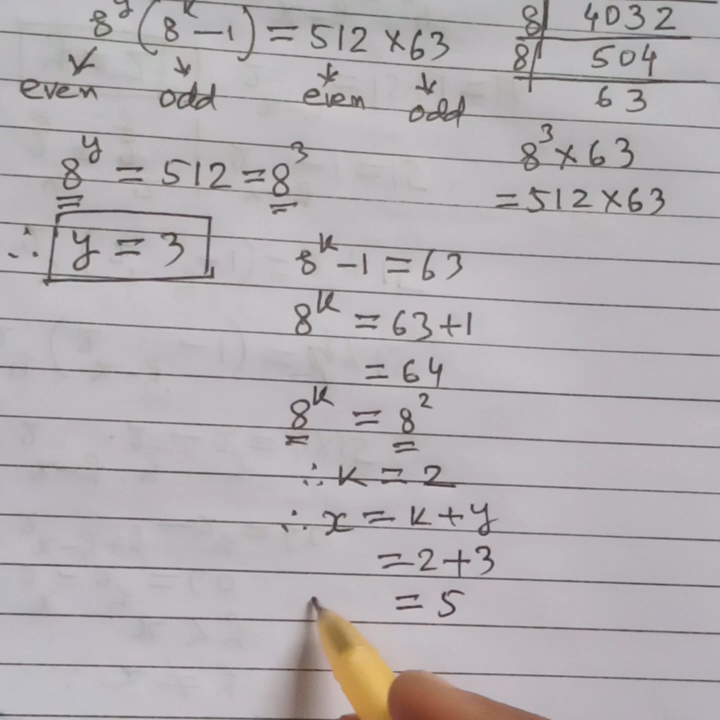 8^y (8^k - 1) = 512 × 63
even odd even odd
8^y = 512 = 8^3
∴ y = 3
8 | 4032
8 | 504
63
8^3 × 63
= 512 × 63
8^k - 1 = 63
8^k = 63 + 1
= 64
8^k = 8^2
∴ k = 2
∴ x = k + y
= 2 + 3
= 5